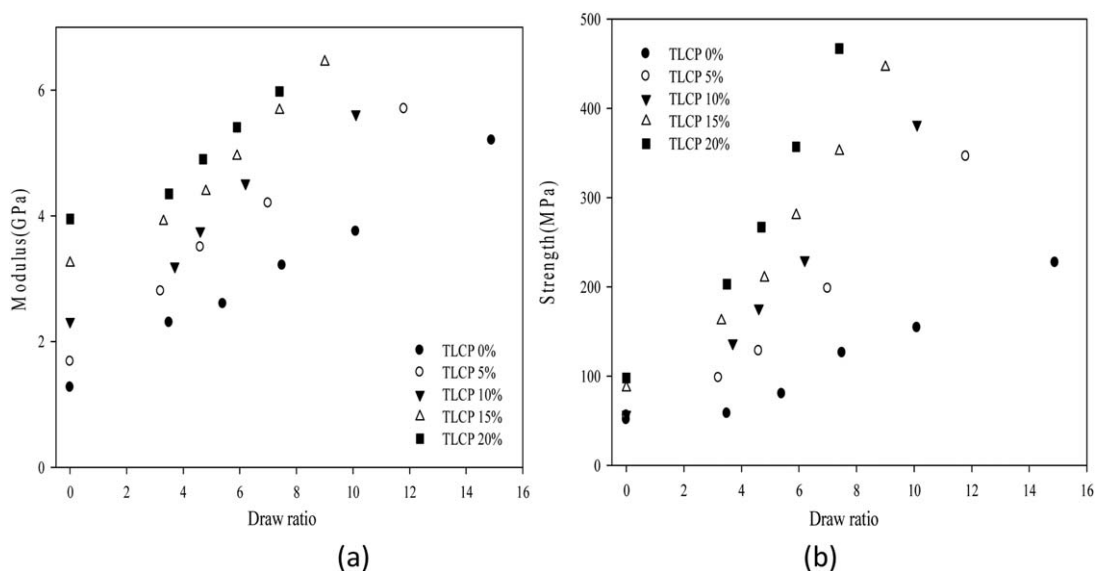 (a)
Modulus(GPa)
6
4
2
0
TLCP 0%
TLCP 5%
TLCP 10%
TLCP 15%
TLCP 20%
0 2 4 6 8 10 12 14 16
Draw ratio
(a)
(b)
Strength(MPa)
500
400
300
200
100
0
TLCP 0%
TLCP 5%
TLCP 10%
TLCP 15%
TLCP 20%
0 2 4 6 8 10 12 14 16
Draw ratio
(b)